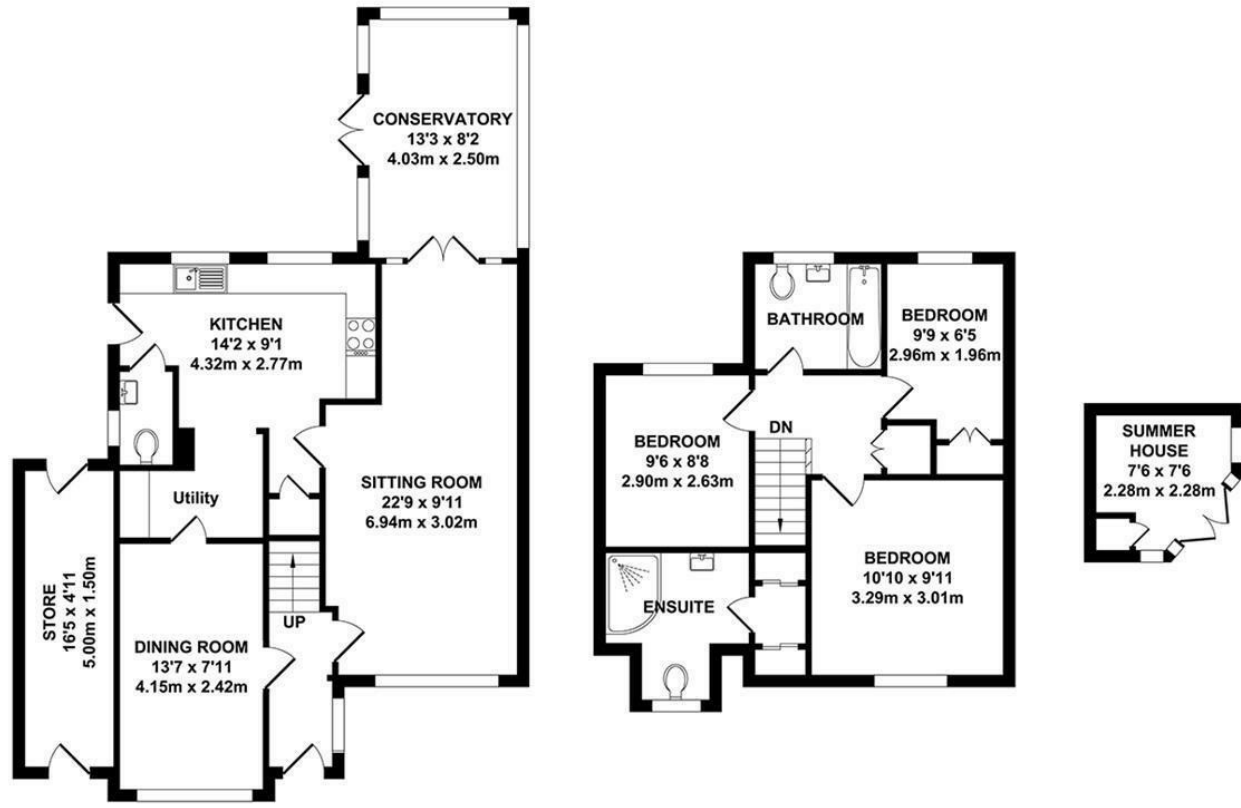 CONSERVATORY
13'3 x 8'2
4.03m x 2.50m
KITCHEN
14'2 x 9'1
4.32m x 2.77m
Utility
SITTING ROOM
22'9 x 9'11
6.94m x 3.02m
STORE
16'5 x 4'11
5.00m x 1.50m
UP
DINING ROOM
13'7 x 7'11
4.15m x 2.42m
BATHROOM
BEDROOM
9'9 x 6'5
2.96m x 1.96m
BEDROOM
9'6 x 8'8
2.90m x 2.63m
DN
BEDROOM
10'10 x 9'11
3.29m x 3.01m
ENSUITE
SUMMER
HOUSE
7'6 x 7'6
2.28m x 2.28m